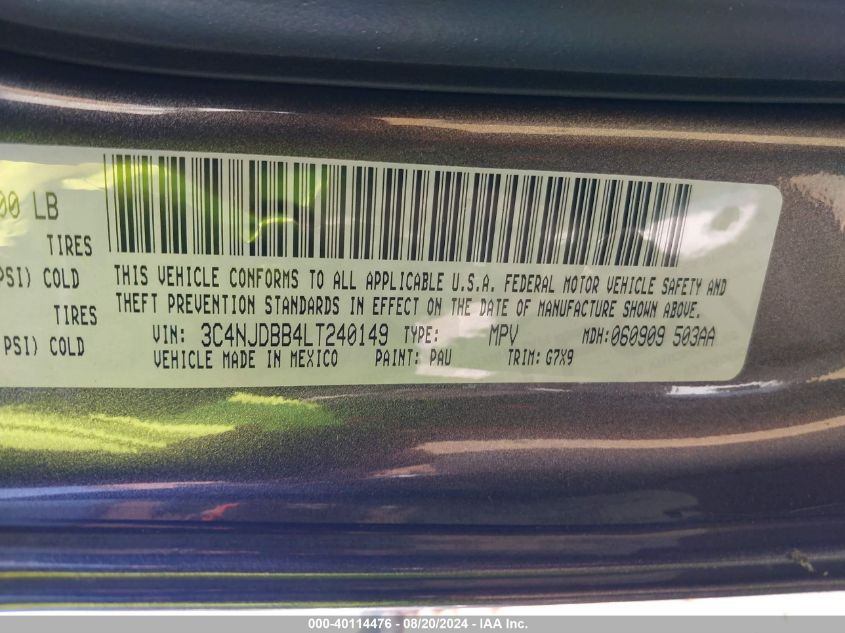 00 LB
TIRES
PSI) COLD
TIRES
PSI) COLD
THIS VEHICLE CONFORMS TO ALL APPLICABLE U.S.A. FEDERAL MOTOR VEHICLE SAFETY AND
THEFT PREVENTION STANDARDS IN EFFECT ON THE DATE OF MANUFACTURE SHOWN ABOVE.
VIN: 3C4NJDBB4LT240149 TYPE: MPV MDH:060909 503AA
VEHICLE MADE IN MEXICO PAINT: PAU TRIM: G7X9
000-40114476 - 08/20/2024 - IAA Inc.